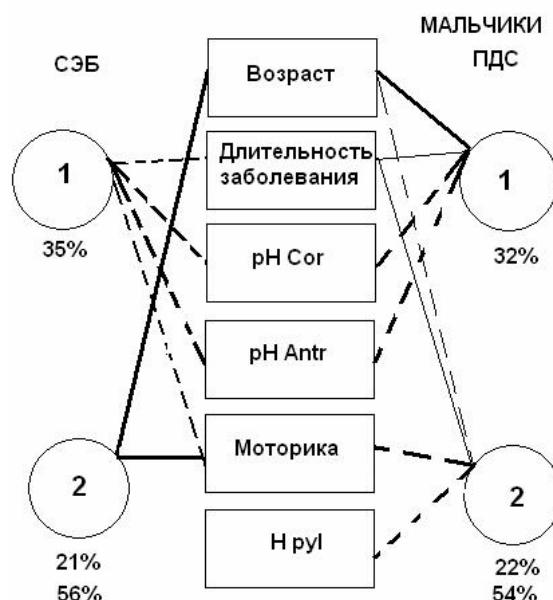 МАЛЬЧИКИ
СЭБ
ПДС
Возраст
Длительность
заболевания
1
1
35%
32%
pH Cor
pH Antr
Моторика
2
2
H pyl
21%
22%
56%
54%